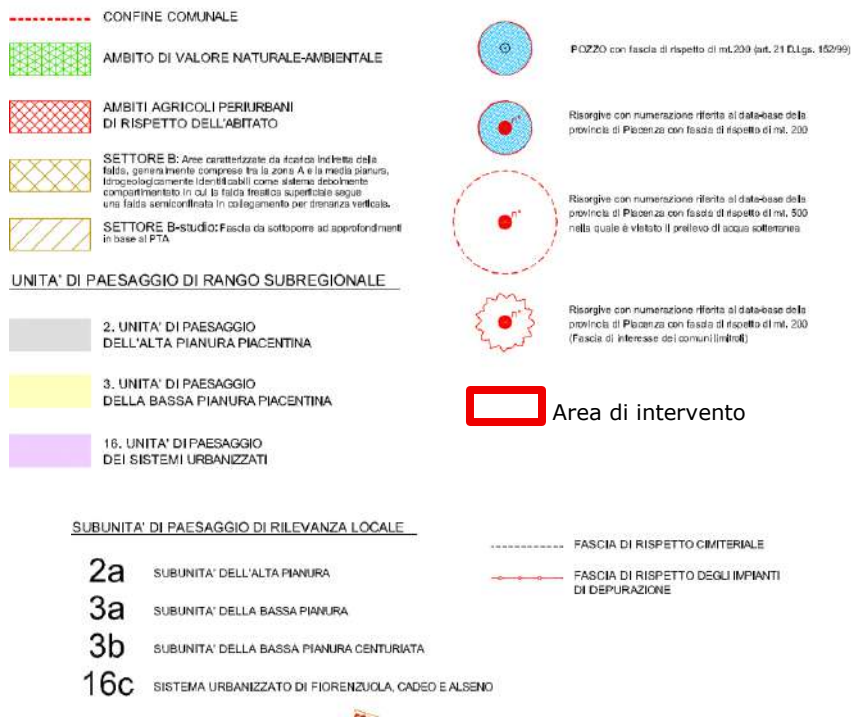 CONFINE COMUNALE
AMBITO DI VALORE NATURALE-AMBIENTALE
AMBITI AGRICOLI PERIURBANI
DI RISPETTO DELL'ABITATO
SETTORE B: Aree caratterizzate da ricarica indiretta della
falda, generalmente comprese tra la zona A e la media pianura,
idrogeologicamente identificabili come sistema debolmente
compartimentato in cui la falda freatica superficiale segue
una falda semiconfinata in collegamento per drenanza verticale.
SETTORE B-studio: Fascia da sottoporre ad approfondimenti
in base al PTA
UNITA' DI PAESAGGIO DI RANGO SUBREGIONALE
2. UNITA' DI PAESAGGIO
DELL'ALTA PIANURA PIACENTINA
3. UNITA' DI PAESAGGIO
DELLA BASSA PIANURA PIACENTINA
16. UNITA' DI PAESAGGIO
DEI SISTEMI URBANIZZATI
POZZO con fascia di rispetto di mt.200 (art. 21 D.Lgs. 152/99)
n°
Risorgive con numerazione riferita al data-base della
provincia di Piacenza con fascia di rispetto di mt. 200
n°
Risorgive con numerazione riferita al data-base della
provincia di Piacenza con fascia di rispetto di mt. 500
nella quale è vietato il prelievo di acqua sotterranea
n°
Risorgive con numerazione riferita al data-base della
provincia di Piacenza con fascia di rispetto di mt. 200
(Fascia di interesse dei comuni limitrofi)
Area di intervento
SUBUNITA' DI PAESAGGIO DI RILEVANZA LOCALE
2a SUBUNITA' DELL'ALTA PIANURA
3a SUBUNITA' DELLA BASSA PIANURA
3b SUBUNITA' DELLA BASSA PIANURA CENTURIATA
16c SISTEMA URBANIZZATO DI FIORENZUOLA, CADEO E ALSENO
FASCIA DI RISPETTO CIMITERIALE
FASCIA DI RISPETTO DEGLI IMPIANTI
DI DEPURAZIONE